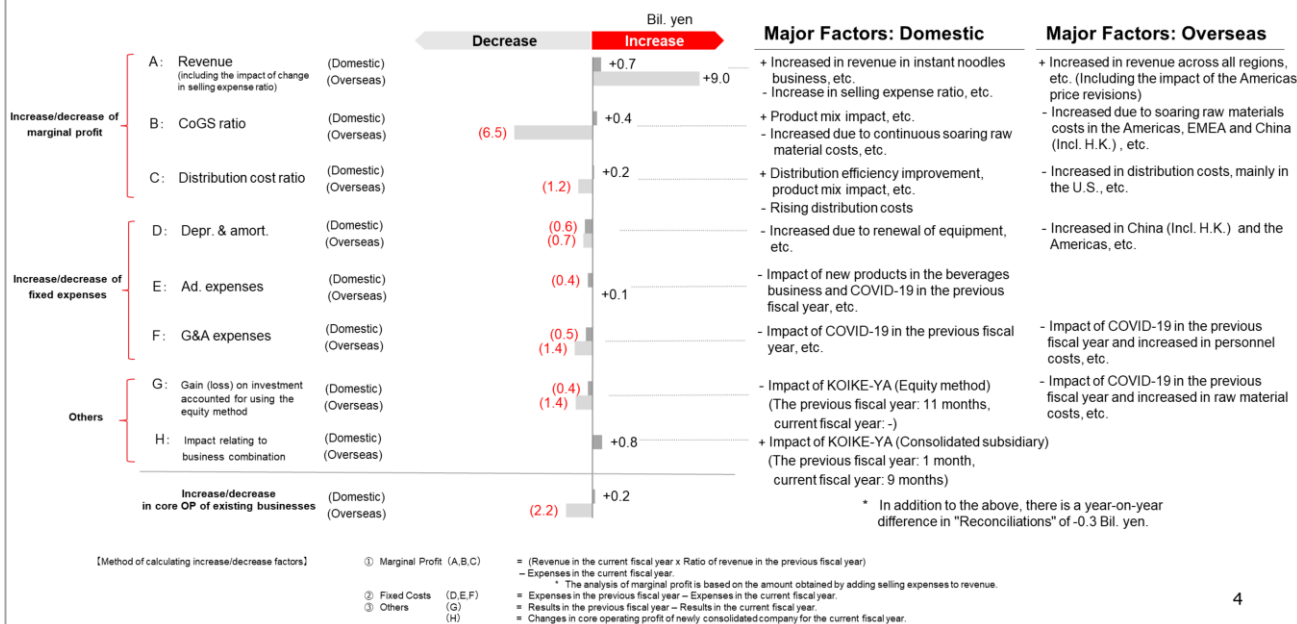 Bil. yen
Decrease
Increase
Major Factors: Domestic
Major Factors: Overseas
Increase/decrease of
marginal profit
A: Revenue
(including the impact of change
in selling expense ratio)
(Domestic)
(Overseas)
+0.7
+9.0
+ Increased in revenue in instant noodles
business, etc.
- Increase in selling expense ratio, etc.
+ Increased in revenue across all regions,
etc. (Including the impact of the Americas
price revisions)
B: CoGS ratio
(Domestic)
(Overseas)
+0.4
(6.5)
+ Product mix impact, etc.
- Increased due to continuous soaring raw
material costs, etc.
- Increased due to soaring raw materials
costs in the Americas, EMEA and China
(Incl. H.K.) , etc.
C: Distribution cost ratio
(Domestic)
(Overseas)
+0.2
(1.2)
+ Distribution efficiency improvement,
product mix impact, etc.
- Rising distribution costs
- Increased in distribution costs, mainly in
the U.S., etc.
Increase/decrease of
fixed expenses
D: Depr. & amort.
(Domestic)
(Overseas)
(0.6)
(0.7)
- Increased due to renewal of equipment,
etc.
- Increased in China (Incl. H.K.) and the
Americas, etc.
E: Ad. expenses
(Domestic)
(Overseas)
(0.4)
+0.1
- Impact of new products in the beverages
business and COVID-19 in the previous
fiscal year, etc.
F: G&A expenses
(Domestic)
(Overseas)
(0.5)
(1.4)
- Impact of COVID-19 in the previous fiscal
year, etc.
- Impact of COVID-19 in the previous
fiscal year and increased in personnel
costs, etc.
Others
G: Gain (loss) on investment
accounted for using the
equity method
(Domestic)
(Overseas)
(0.4)
(1.4)
- Impact of KOIKE-YA (Equity method)
(The previous fiscal year: 11 months,
current fiscal year: -)
- Impact of COVID-19 in the previous
fiscal year and increased in raw material
costs, etc.
H: Impact relating to
business combination
(Domestic)
(Overseas)
+0.8
+ Impact of KOIKE-YA (Consolidated subsidiary)
(The previous fiscal year: 1 month,
current fiscal year: 9 months)
Increase/decrease
in core OP of existing businesses
(Domestic)
(Overseas)
+0.2
(2.2)
* In addition to the above, there is a year-on-year
difference in "Reconciliations" of -0.3 Bil. yen.
【Method of calculating increase/decrease factors】
① Marginal Profit (A,B,C) = (Revenue in the current fiscal year x Ratio of revenue in the previous fiscal year)
– Expenses in the current fiscal year.
* The analysis of marginal profit is based on the amount obtained by adding selling expenses to revenue.
② Fixed Costs (D,E,F) = Expenses in the previous fiscal year – Expenses in the current fiscal year.
③ Others (G) = Results in the previous fiscal year – Results in the current fiscal year.
(H) = Changes in core operating profit of newly consolidated company for the current fiscal year.
4